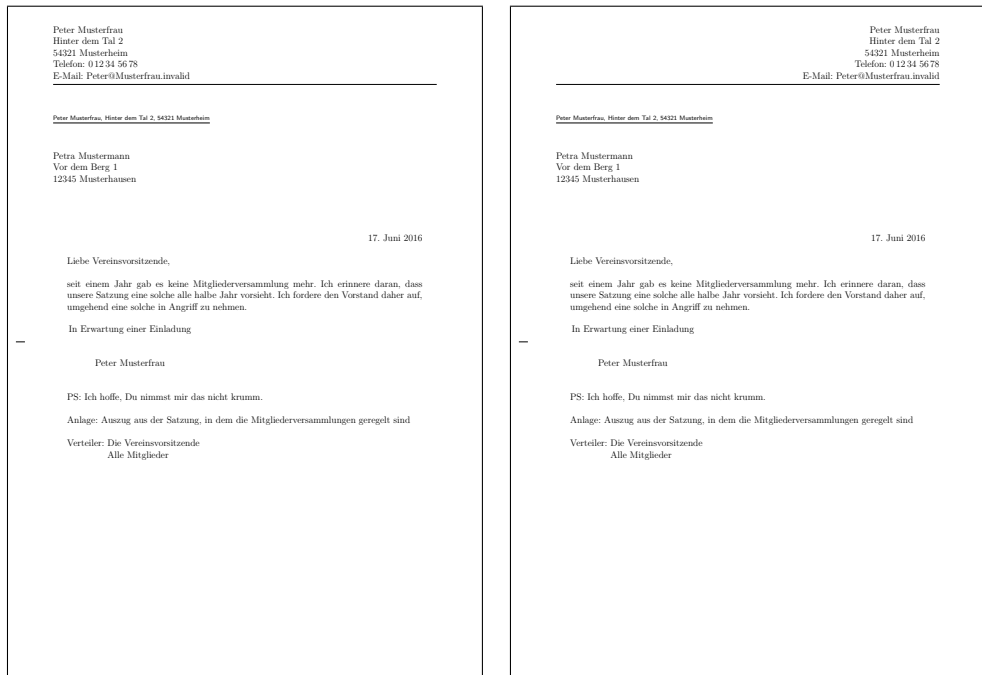 Peter Musterfrau
Hinter dem Tal 2
54321 Musterheim
Telefon: 0 12 34 56 78
E-Mail: Peter@Musterfrau.invalid
Peter Musterfrau, Hinter dem Tal 2, 54321 Musterheim
Petra Mustermann
Vor dem Berg 1
12345 Musterhausen
17. Juni 2016
Liebe Vereinsvorsitzende,
seit einem Jahr gab es keine Mitgliederversammlung mehr. Ich erinnere daran, dass
unsere Satzung eine solche alle halbe Jahr vorsieht. Ich fordere den Vorstand daher auf,
umgehend eine solche in Angriff zu nehmen.
In Erwartung einer Einladung
Peter Musterfrau
PS: Ich hoffe, Du nimmst mir das nicht krumm.
Anlage: Auszug aus der Satzung, in dem die Mitgliederversammlungen geregelt sind
Verteiler: Die Vereinsvorsitzende
Alle Mitglieder
Peter Musterfrau
Hinter dem Tal 2
54321 Musterheim
Telefon: 0 12 34 56 78
E-Mail: Peter@Musterfrau.invalid
Peter Musterfrau, Hinter dem Tal 2, 54321 Musterheim
Petra Mustermann
Vor dem Berg 1
12345 Musterhausen
17. Juni 2016
Liebe Vereinsvorsitzende,
seit einem Jahr gab es keine Mitgliederversammlung mehr. Ich erinnere daran, dass
unsere Satzung eine solche alle halbe Jahr vorsieht. Ich fordere den Vorstand daher auf,
umgehend eine solche in Angriff zu nehmen.
In Erwartung einer Einladung
Peter Musterfrau
PS: Ich hoffe, Du nimmst mir das nicht krumm.
Anlage: Auszug aus der Satzung, in dem die Mitgliederversammlungen geregelt sind
Verteiler: Die Vereinsvorsitzende
Alle Mitglieder